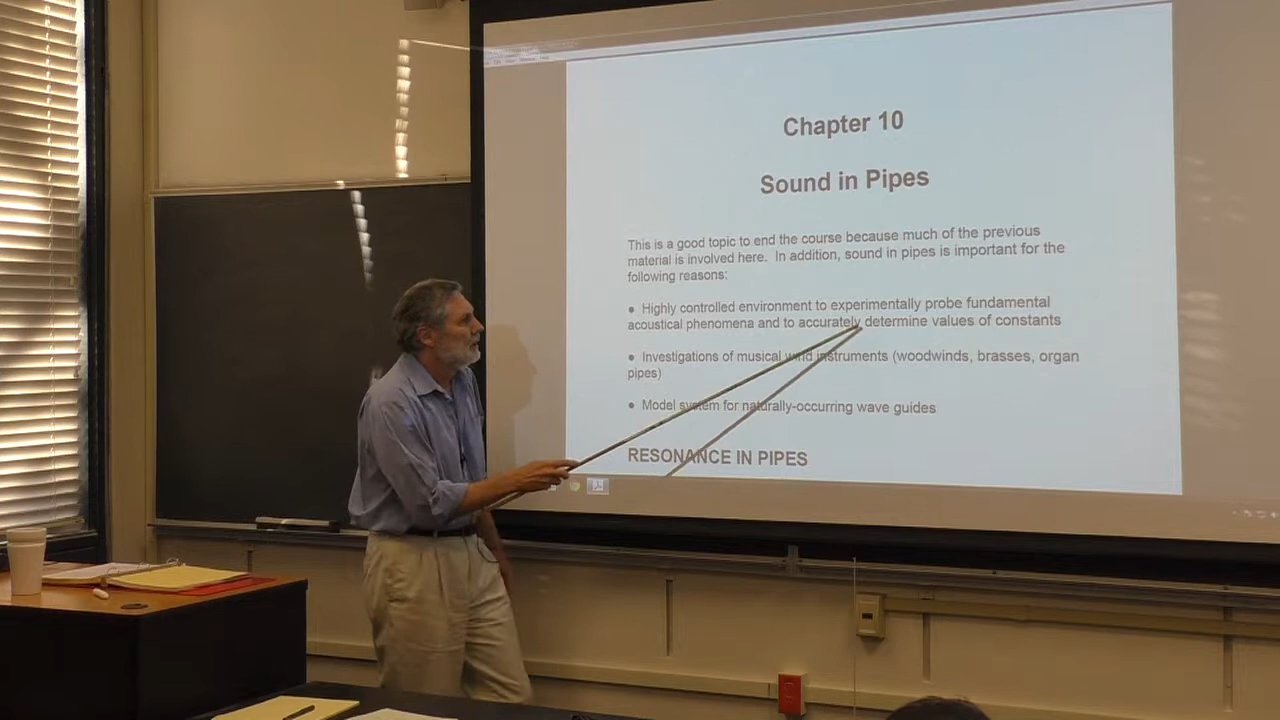 Chapter 10
Sound in Pipes
This is a good topic to end the course because much of the previous
material is involved here. In addition, sound in pipes is important for the
following reasons:
● Highly controlled environment to experimentally probe fundamental
acoustical phenomena and to accurately determine values of constants
● Investigations of musical wind instruments (woodwinds, brasses, organ
pipes)
● Model system for naturally-occurring wave guides
RESONANCE IN PIPES